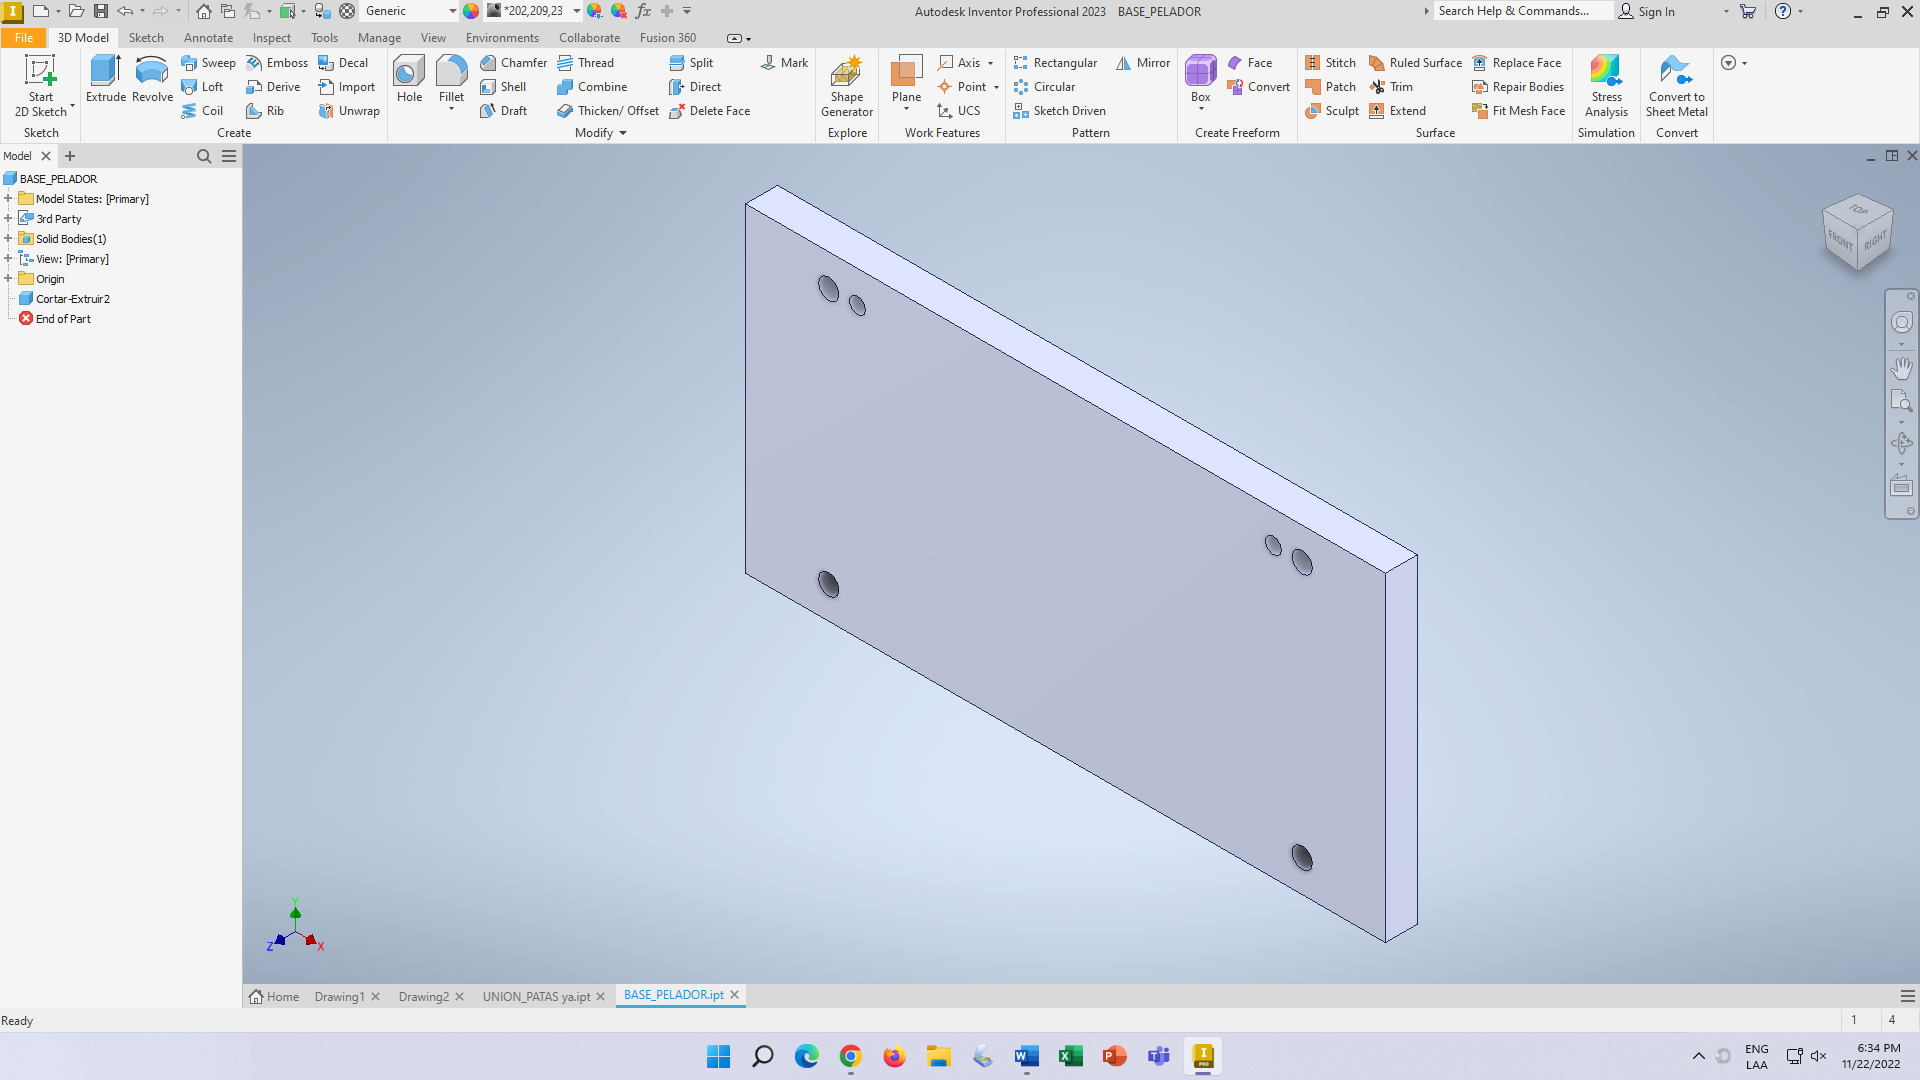 Generic *202,209,23 Autodesk Inventor Professional 2023 BASE_PELADOR Search Help & Commands... Sign In
File 3D Model Sketch Annotate Inspect Tools Manage View Environments Collaborate Fusion 360
Start 2D Sketch
Sketch
Extrude Revolve
Sweep Emboss Decal
Loft Derive Import
Coil Rib Unwrap
Create
Hole Fillet
Chamfer Thread Split Mark
Shell Combine Direct
Draft Thicken/ Offset Delete Face
Modify
Shape Generator
Explore
Plane
Axis
Point
UCS
Work Features
Rectangular Mirror
Circular
Sketch Driven
Pattern
Box
Face
Convert
Create Freeform
Stitch Ruled Surface Replace Face
Patch Trim Repair Bodies
Sculpt Extend Fit Mesh Face
Surface
Stress Analysis
Simulation
Convert to Sheet Metal
Convert
Model
BASE_PELADOR
Model States: [Primary]
3rd Party
Solid Bodies(1)
View: [Primary]
Origin
Cortar-Extruir2
End of Part
TOP
FRONT RIGHT
Y
Z X
Home Drawing1 Drawing2 UNION_PATAS ya.ipt BASE_PELADOR.ipt
Ready 1 4
ENG 6:34 PM
LAA 11/22/2022